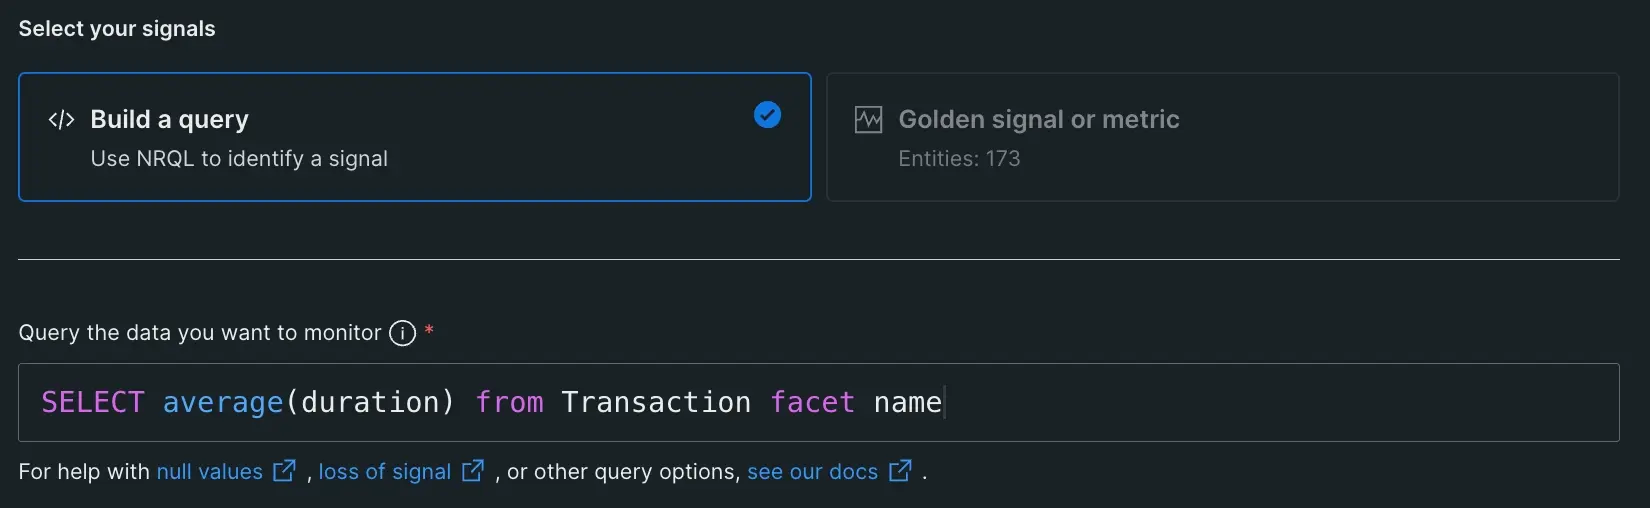 Select your signals
</> Build a query
Use NRQL to identify a signal
Golden signal or metric
Entities: 173
Query the data you want to monitor i *
SELECT average(duration) from Transaction facet name
For help with null values , loss of signal , or other query options, see our docs .